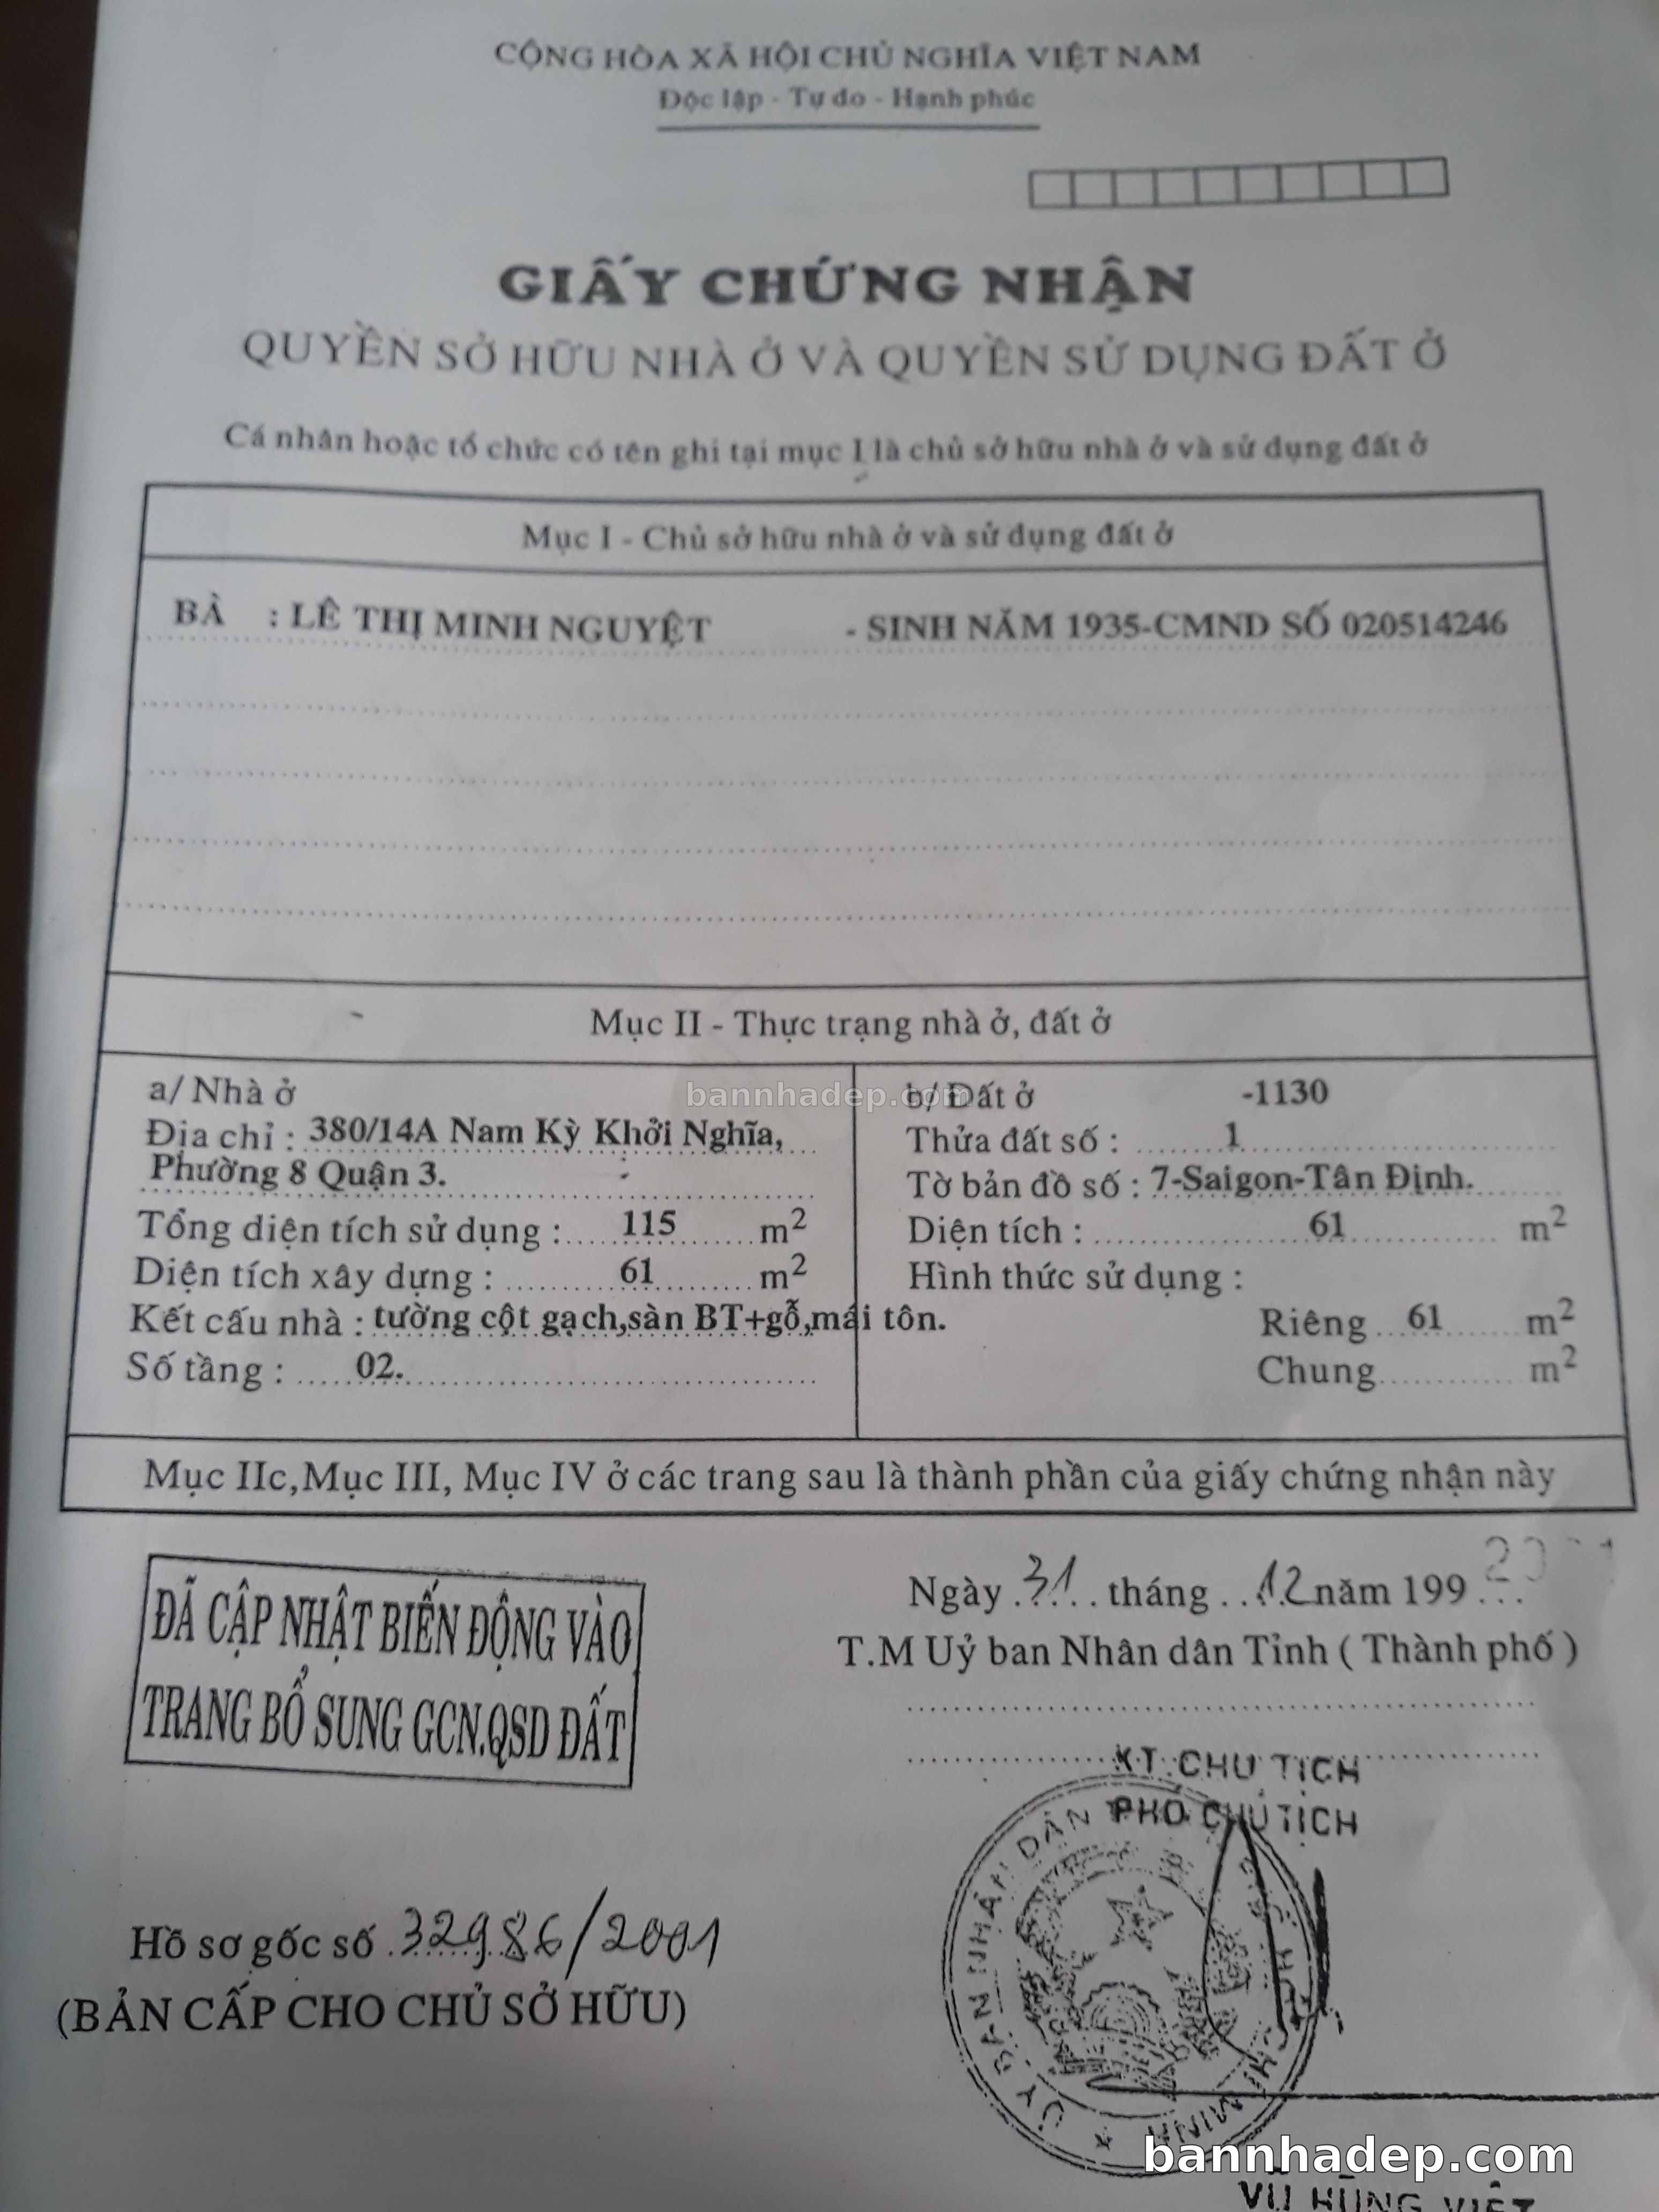 CỘNG HÒA XÃ HỘI CHỦ NGHĨA VIỆT NAM
Độc lập - Tự do - Hạnh phúc
GIẤY CHỨNG NHẬN
QUYỀN SỞ HỮU NHÀ Ở VÀ QUYỀN SỬ DỤNG ĐẤT Ở
Cá nhân hoặc tổ chức có tên ghi tại mục I là chủ sở hữu nhà ở và sử dụng đất ở
Mục I - Chủ sở hữu nhà ở và sử dụng đất ở
BÀ : LÊ THỊ MINH NGUYỆT - SINH NĂM 1935-CMND SỐ 020514246
Mục II - Thực trạng nhà ở, đất ở
a/ Nhà ở
Địa chỉ : 380/14A Nam Kỳ Khởi Nghĩa,
Phường 8 Quận 3.
Tổng diện tích sử dụng : 115 m2
Diện tích xây dựng : 61 m2
Kết cấu nhà : tường cột gạch,sàn BT+gỗ,mái tôn.
Số tầng : 02.
bannhadep.com
b/ Đất ở -1130
Thửa đất số : 1
Tờ bản đồ số : 7-Saigon-Tân Định.
Diện tích : 61 m2
Hình thức sử dụng :
Riêng 61 m2
Chung m2
Mục IIc,Mục III, Mục IV ở các trang sau là thành phần của giấy chứng nhận này
ĐÃ CẬP NHẬT BIẾN ĐỘNG VÀO
TRANG BỔ SUNG GCN.QSD ĐẤT
Ngày 31 tháng 12 năm 199
T.M Uỷ ban Nhân dân Tỉnh ( Thành phố )
KT.CHỦ TỊCH
PHÓ CHỦ TỊCH
ỦY BAN NHÂN DÂN
CHÍ MINH
Hồ sơ gốc số 32986/2001
(BẢN CẤP CHO CHỦ SỞ HỮU)
bannhadep.com
VŨ HÙNG VIỆT